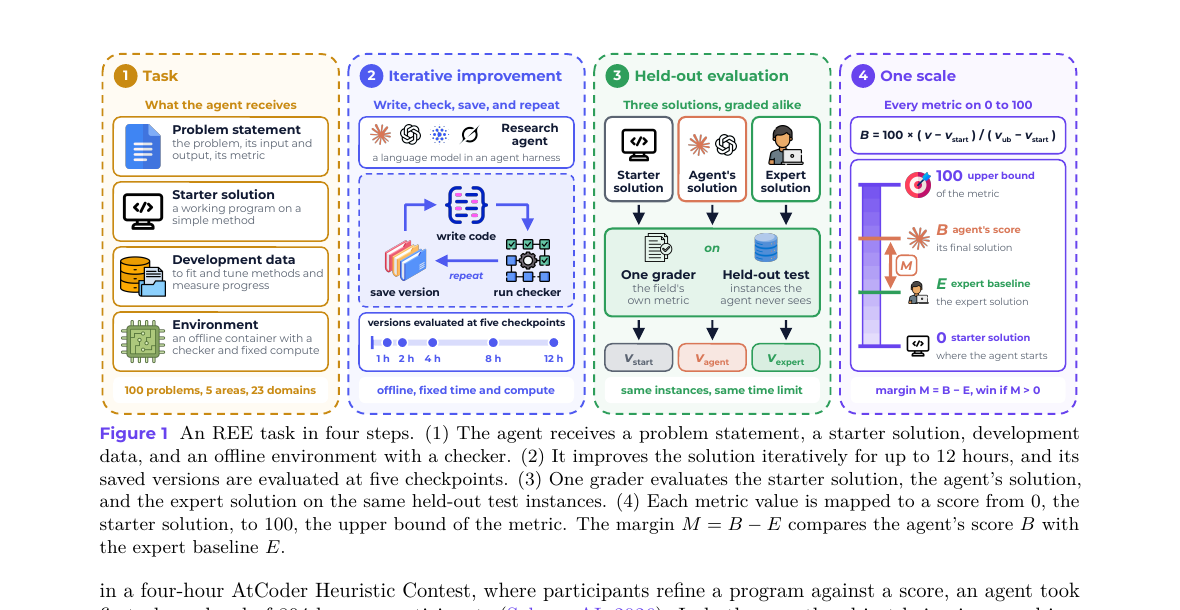 1 Task
What the agent receives
Problem statement
the problem, its input and
output, its metric
Starter solution
a working program on a
simple method
Development data
to fit and tune methods and
measure progress
Environment
an offline container with a
checker and fixed compute
100 problems, 5 areas, 23 domains
2 Iterative improvement
Write, check, save, and repeat
Research
agent
a language model in an agent harness
write code
repeat
save version
run checker
versions evaluated at five checkpoints
1 h 2 h 4 h 8 h 12 h
offline, fixed time and compute
3 Held-out evaluation
Three solutions, graded alike
Starter
solution
Agent's
solution
Expert
solution
on
One grader
the field's
own metric
Held-out test
instances the
agent never sees
v start
v agent
v expert
same instances, same time limit
4 One scale
Every metric on 0 to 100
B = 100 × ( v − v start ) / ( v ub − v start )
100 upper bound
of the metric
B agent's score
its final solution
M
E expert baseline
the expert solution
0 starter solution
where the agent starts
margin M = B − E, win if M > 0
Figure 1 An REE task in four steps. (1) The agent receives a problem statement, a starter solution, development
data, and an offline environment with a checker. (2) It improves the solution iteratively for up to 12 hours, and its
saved versions are evaluated at five checkpoints. (3) One grader evaluates the starter solution, the agent's solution,
and the expert solution on the same held-out test instances. (4) Each metric value is mapped to a score from 0, the
starter solution, to 100, the upper bound of the metric. The margin M = B − E compares the agent's score B with
the expert baseline E.
in a four-hour AtCoder Heuristic Contest, where participants refine a program against a score, an agent took